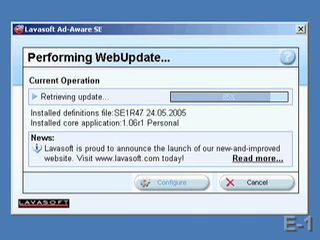 Lavasoft Ad-Aware SE
Performing WebUpdate...
Current Operation
Retrieving update...
Installed definitions file:SE1R47 24.05.2005
Installed core application:1.06r1 Personal
News:
Lavasoft is proud to announce the launch of our new-and-improved
website. Visit www.lavasoft.com today!
Read more...
Configure
Cancel
LAVASOFT
E-1